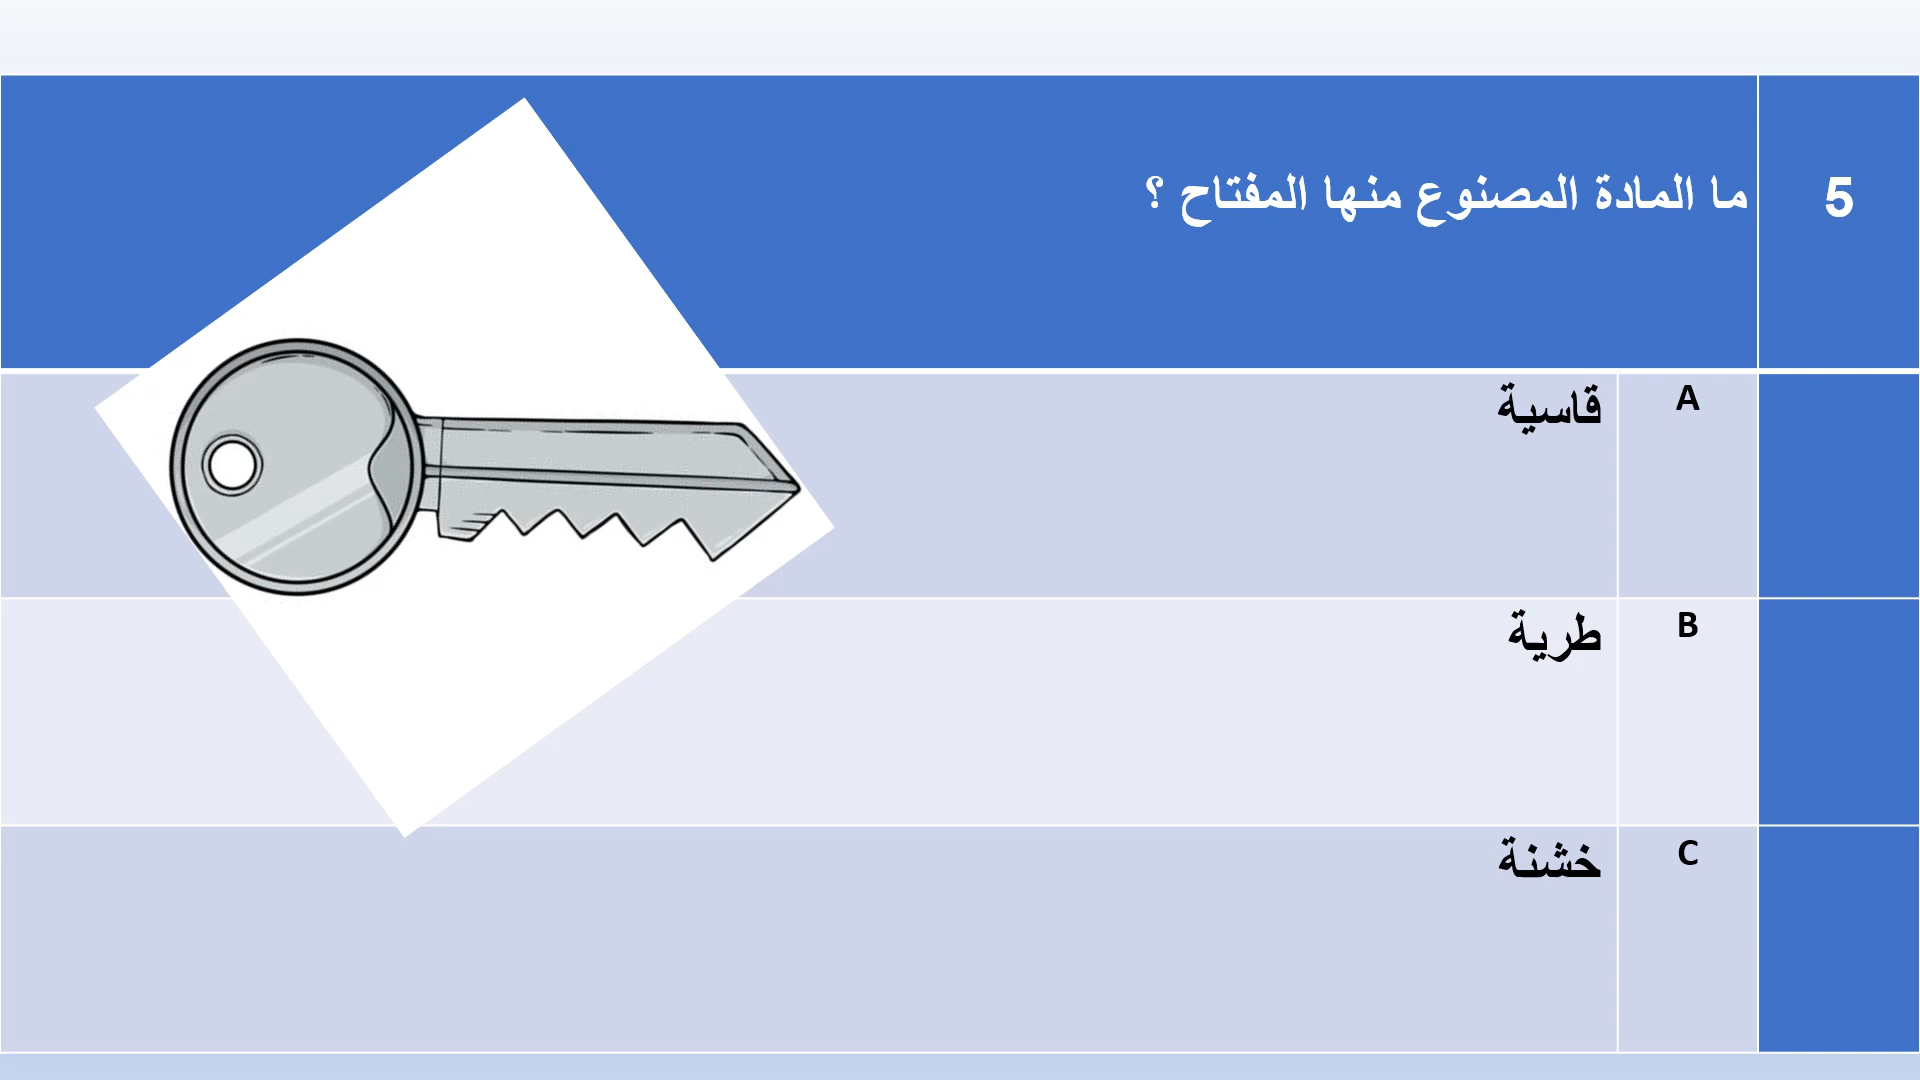 5
ما المادة المصنوع منها المفتاح ؟
A
قاسية
B
طرية
C
خشنة